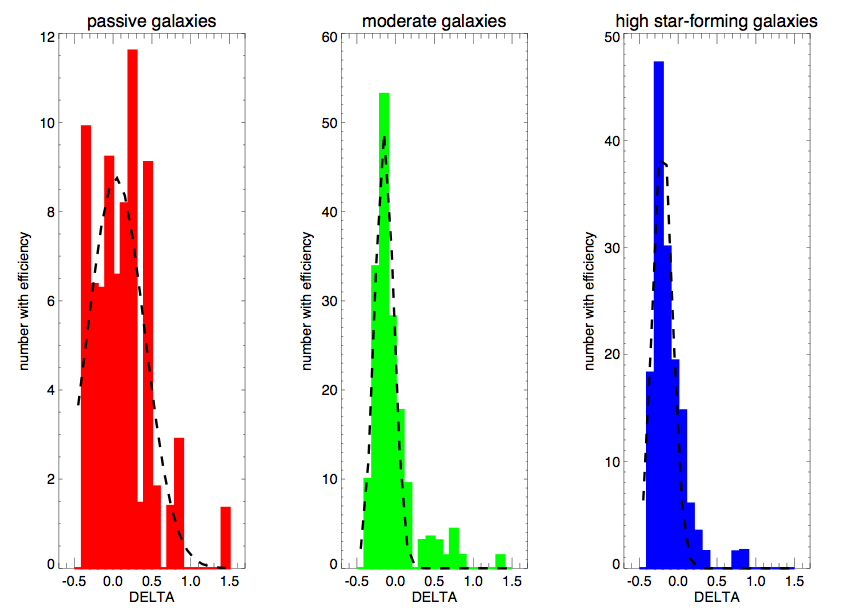 passive galaxies
12
10
8
6
4
2
0
number with efficiency
-0.5 0.0 0.5 1.0 1.5
DELTA
moderate galaxies
60
50
40
30
20
10
0
number with efficiency
-0.5 0.0 0.5 1.0 1.5
DELTA
high star-forming galaxies
50
40
30
20
10
0
number with efficiency
-0.5 0.0 0.5 1.0 1.5
DELTA